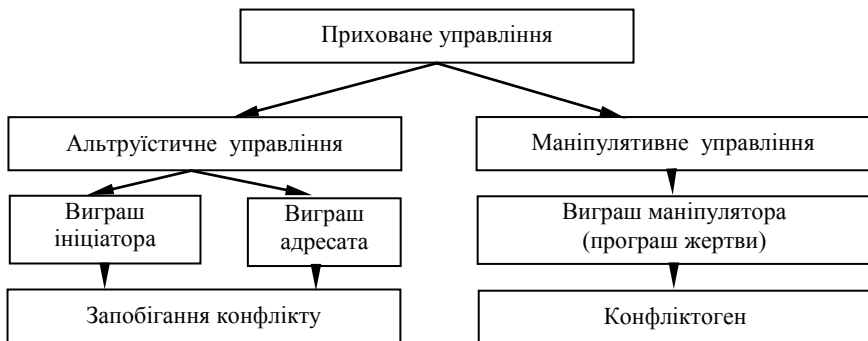 Приховане управління
Альтруїстичне управління
Маніпулятивне управління
Виграш
ініціатора
Виграш
адресата
Виграш маніпулятора
(програш жертви)
Запобігання конфлікту
Конфліктоген